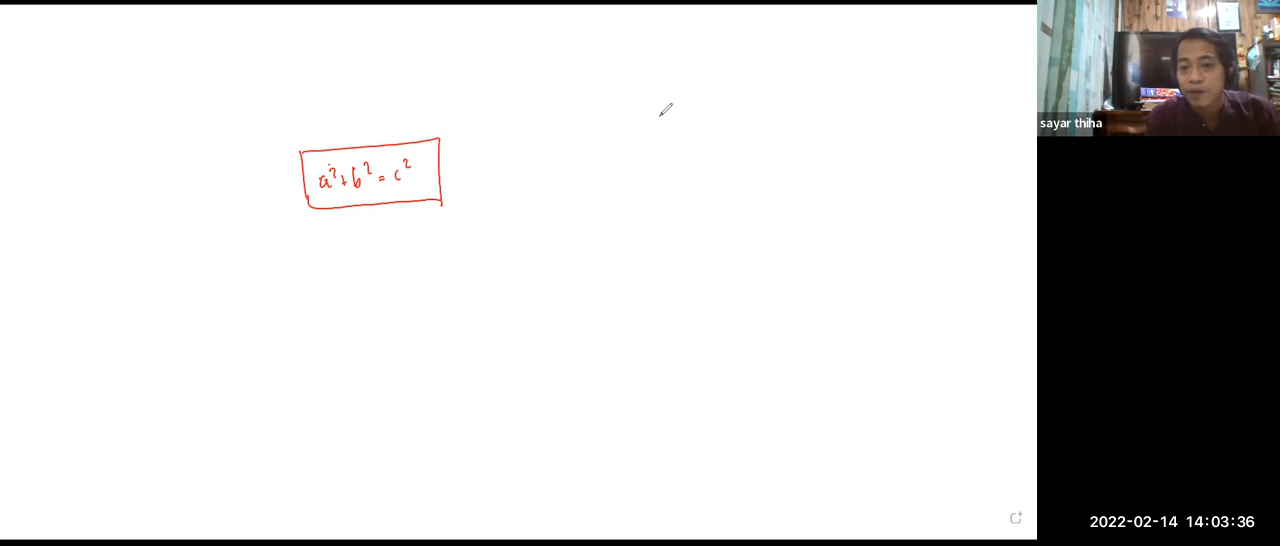 a² + b² = c²
sayar thiha
2022-02-14 14:03:36